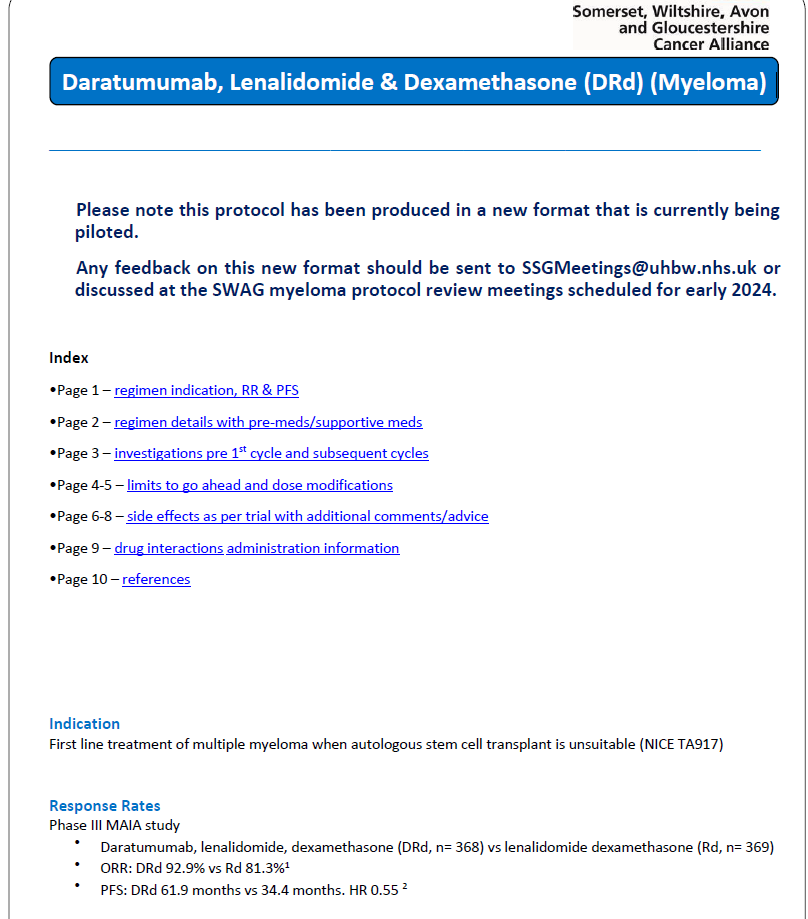 Somerset, Wiltshire, Avon
and Gloucestershire
Cancer Alliance
Daratumumab, Lenalidomide & Dexamethasone (DRd) (Myeloma)
Please note this protocol has been produced in a new format that is currently being
piloted.
Any feedback on this new format should be sent to SSGMeetings@uhbw.nhs.uk or
discussed at the SWAG myeloma protocol review meetings scheduled for early 2024.
Index
•Page 1 – regimen indication, RR & PFS
•Page 2 – regimen details with pre-meds/supportive meds
•Page 3 – investigations pre 1st cycle and subsequent cycles
•Page 4-5 – limits to go ahead and dose modifications
•Page 6-8 – side effects as per trial with additional comments/advice
•Page 9 – drug interactions administration information
•Page 10 – references
Indication
First line treatment of multiple myeloma when autologous stem cell transplant is unsuitable (NICE TA917)
Response Rates
Phase III MAIA study
• Daratumumab, lenalidomide, dexamethasone (DRd, n= 368) vs lenalidomide dexamethasone (Rd, n= 369)
• ORR: DRd 92.9% vs Rd 81.3%¹
• PFS: DRd 61.9 months vs 34.4 months. HR 0.55 ²